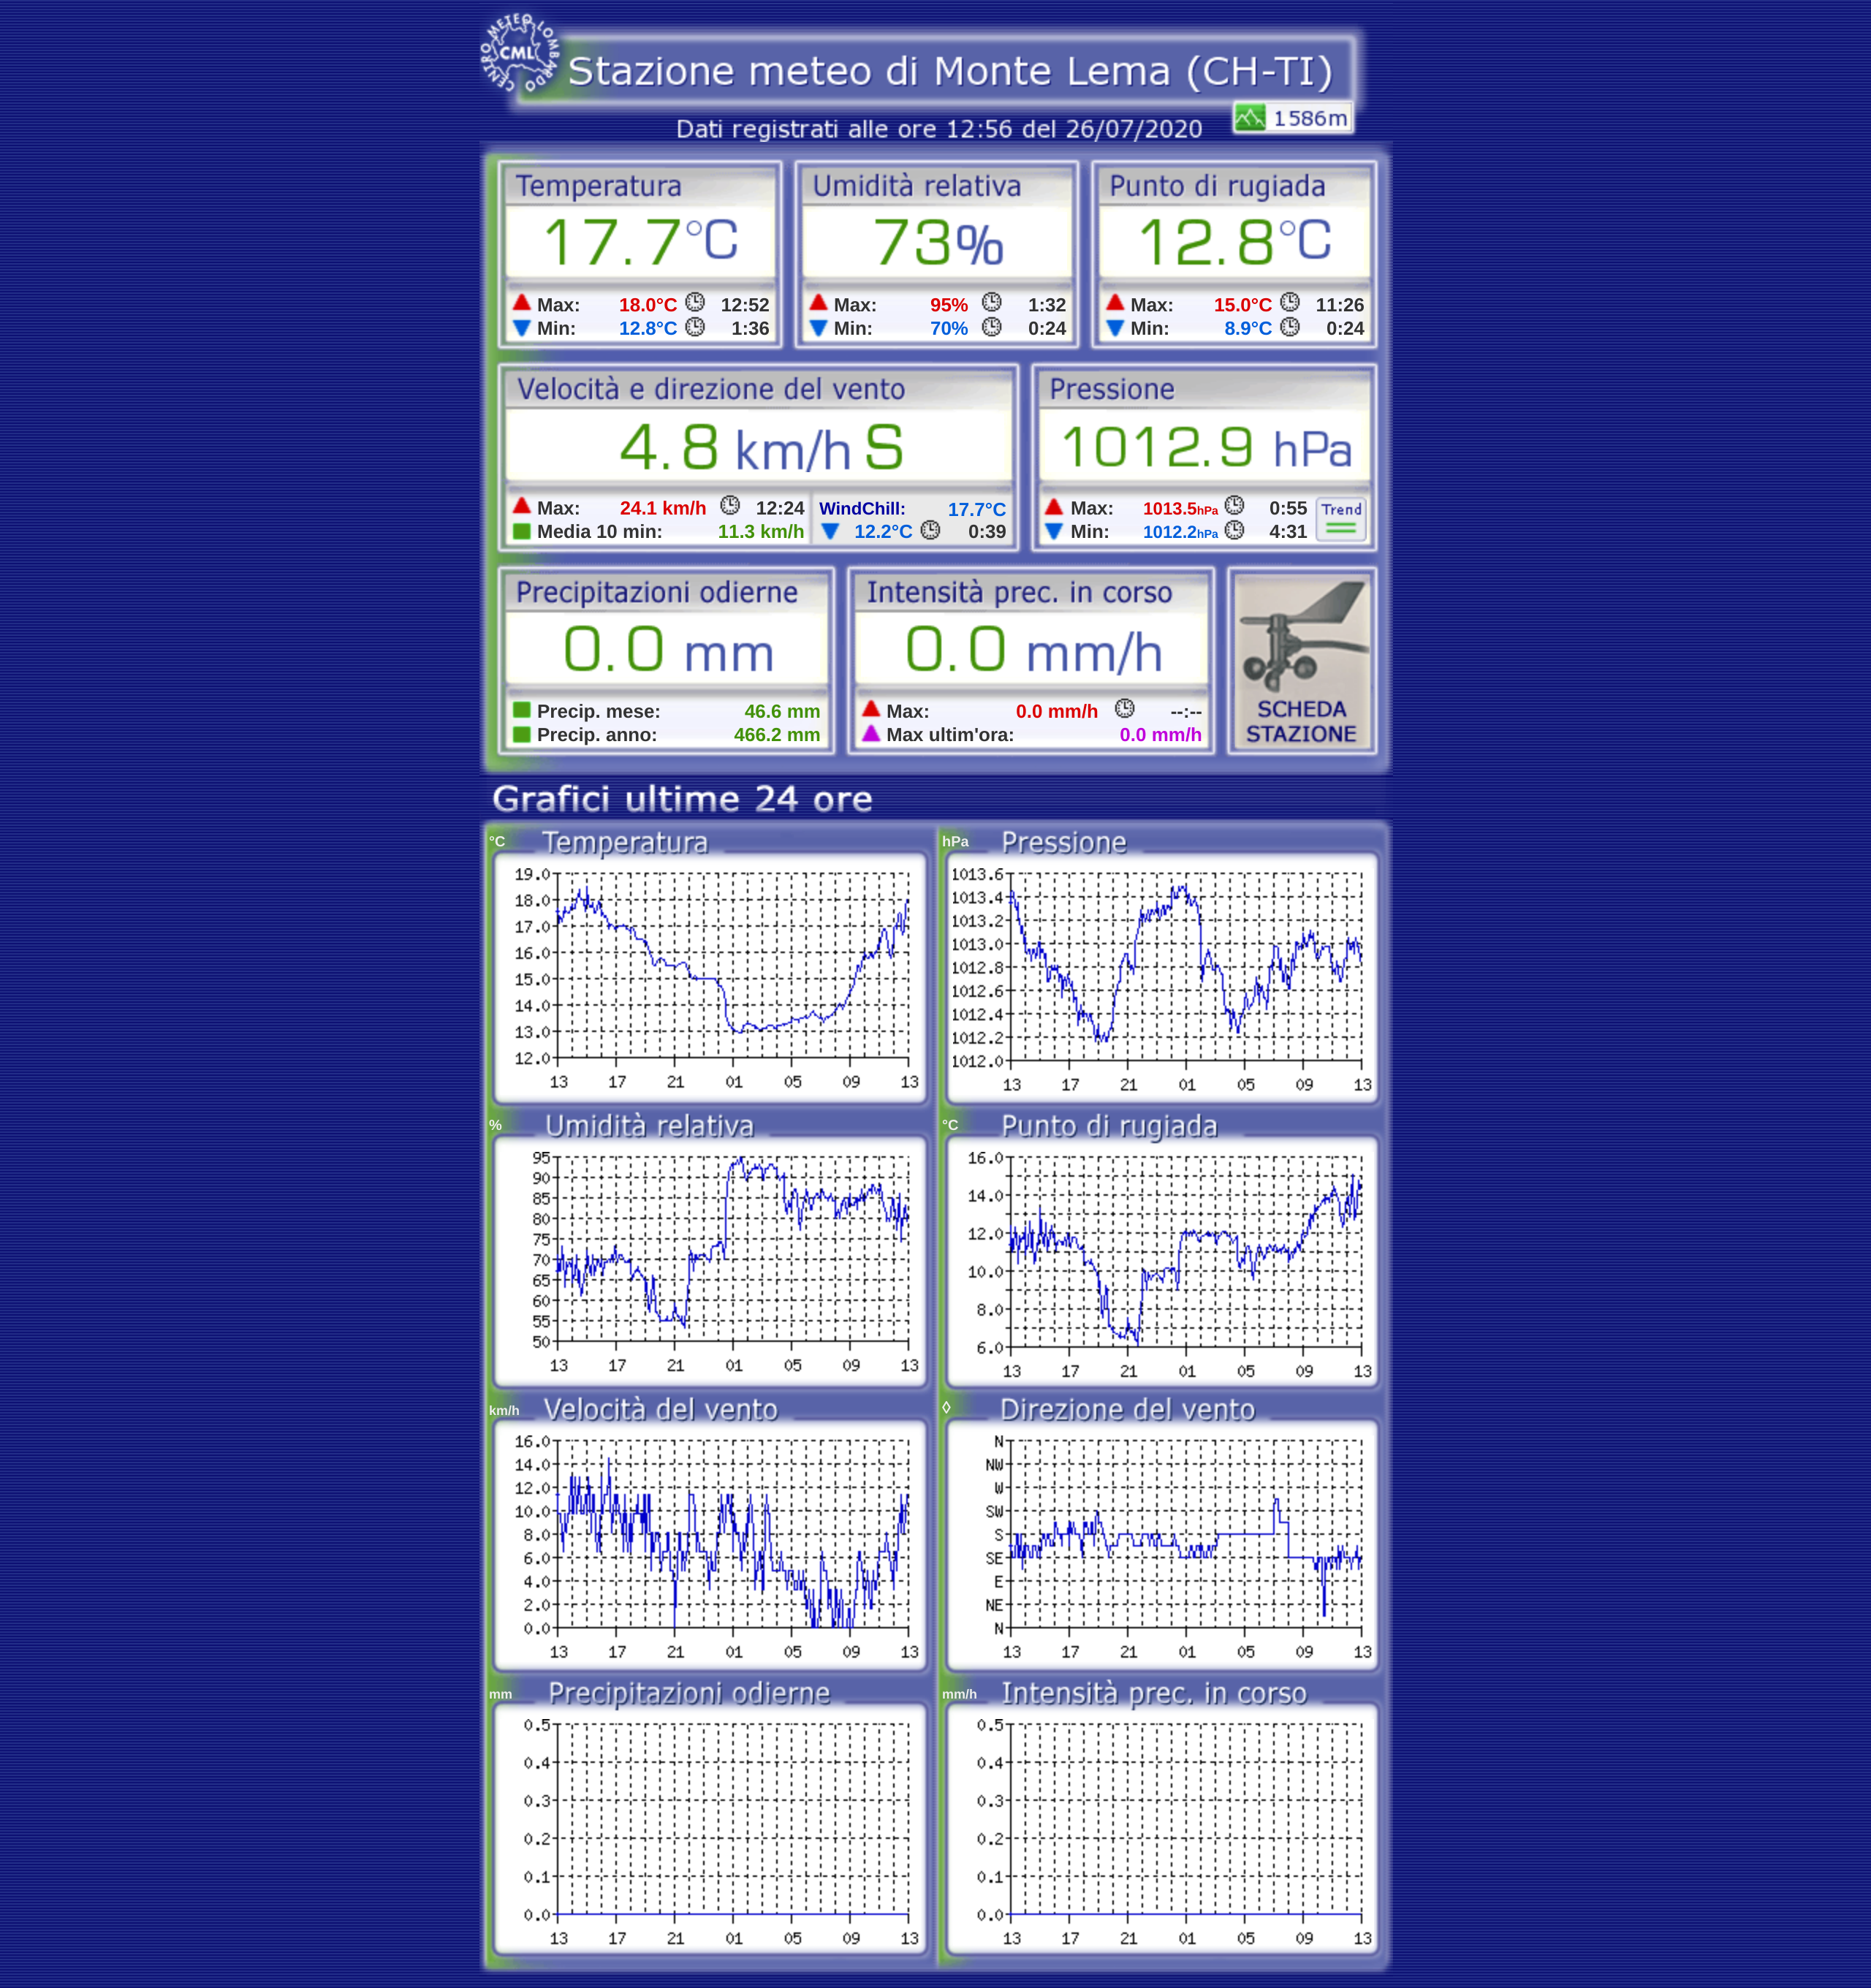 CENTRO METEO LOMBARDO
CML
Stazione meteo di Monte Lema (CH-TI)
1586m
Dati registrati alle ore 12:56 del 26/07/2020
Temperatura Umidità relativa Punto di rugiada
17.7°C 73% 12.8°C
Max: 18.0°C 12:52 Max: 95% 1:32 Max: 15.0°C 11:26
Min: 12.8°C 1:36 Min: 70% 0:24 Min: 8.9°C 0:24
Velocità e direzione del vento Pressione
4.8 km/h S 1012.9 hPa
Max: 24.1 km/h 12:24 WindChill: 17.7°C Max: 1013.5hPa 0:55 Trend
Media 10 min: 11.3 km/h 12.2°C 0:39 Min: 1012.2hPa 4:31
Precipitazioni odierne Intensità prec. in corso
0.0 mm 0.0 mm/h
Precip. mese: 46.6 mm Max: 0.0 mm/h --:-- SCHEDA
Precip. anno: 466.2 mm Max ultim'ora: 0.0 mm/h STAZIONE
Grafici ultime 24 ore
°C Temperatura
19.0
18.0
17.0
16.0
15.0
14.0
13.0
12.0
13 17 21 01 05 09 13
hPa Pressione
1013.6
1013.4
1013.2
1013.0
1012.8
1012.6
1012.4
1012.2
1012.0
13 17 21 01 05 09 13
% Umidità relativa
95
90
85
80
75
70
65
60
55
50
13 17 21 01 05 09 13
°C Punto di rugiada
16.0
14.0
12.0
10.0
8.0
6.0
13 17 21 01 05 09 13
km/h Velocità del vento
16.0
14.0
12.0
10.0
8.0
6.0
4.0
2.0
0.0
13 17 21 01 05 09 13
◊ Direzione del vento
N
NW
W
SW
S
SE
E
NE
N
13 17 21 01 05 09 13
mm Precipitazioni odierne
0.5
0.4
0.3
0.2
0.1
0.0
13 17 21 01 05 09 13
mm/h Intensità prec. in corso
0.5
0.4
0.3
0.2
0.1
0.0
13 17 21 01 05 09 13